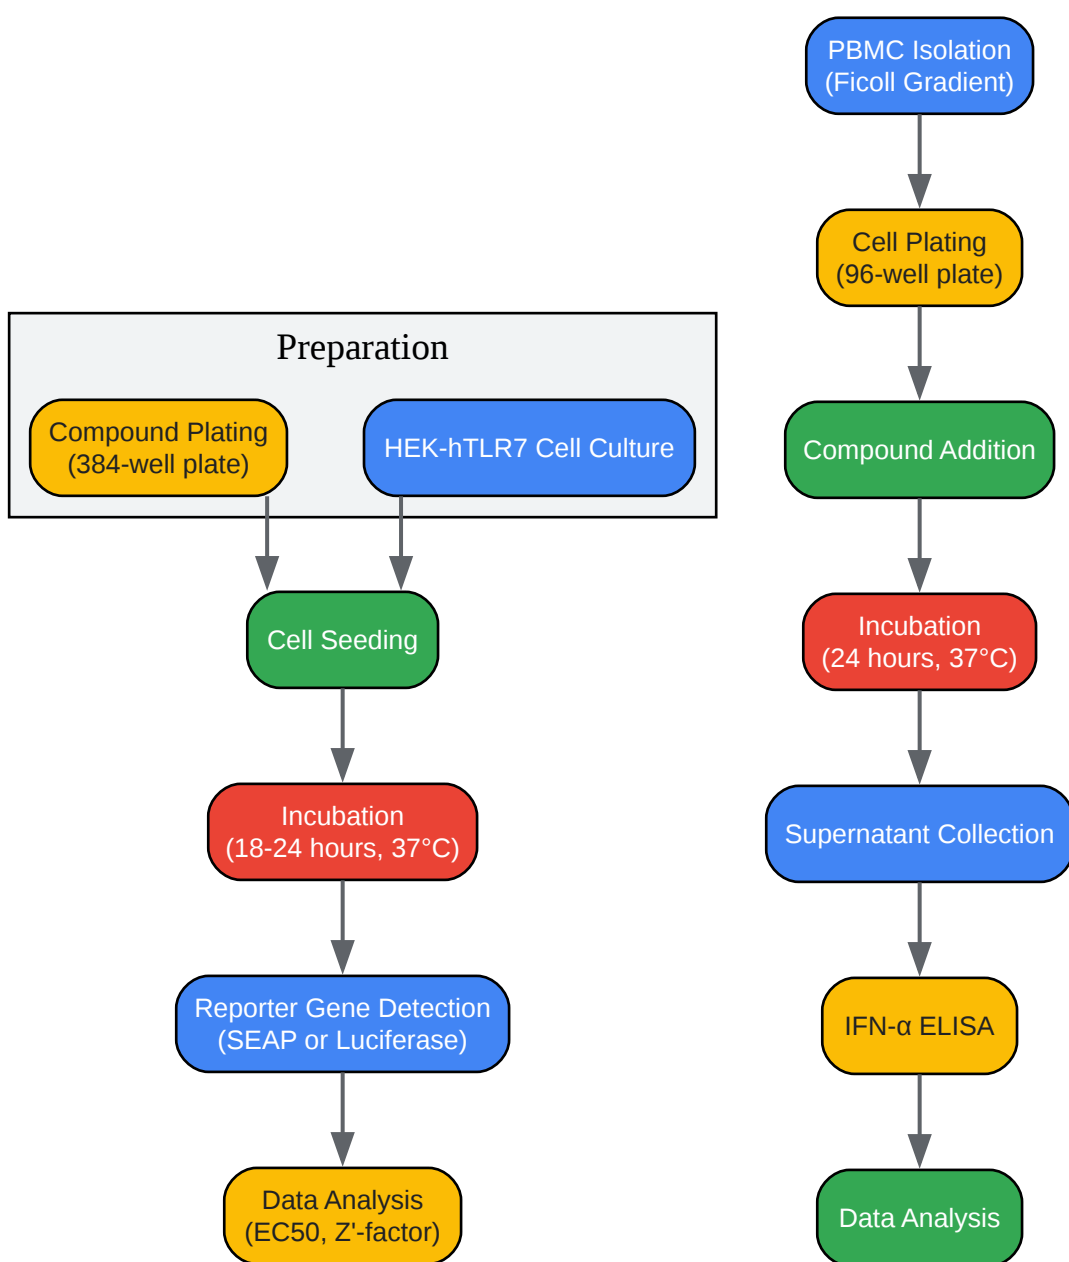 Preparation
Compound Plating
(384-well plate)
HEK-hTLR7 Cell Culture
Cell Seeding
Incubation
(18-24 hours, 37°C)
Reporter Gene Detection
(SEAP or Luciferase)
Data Analysis
(EC50, Z'-factor)
PBMC Isolation
(Ficoll Gradient)
Cell Plating
(96-well plate)
Compound Addition
Incubation
(24 hours, 37°C)
Supernatant Collection
IFN-α ELISA
Data Analysis